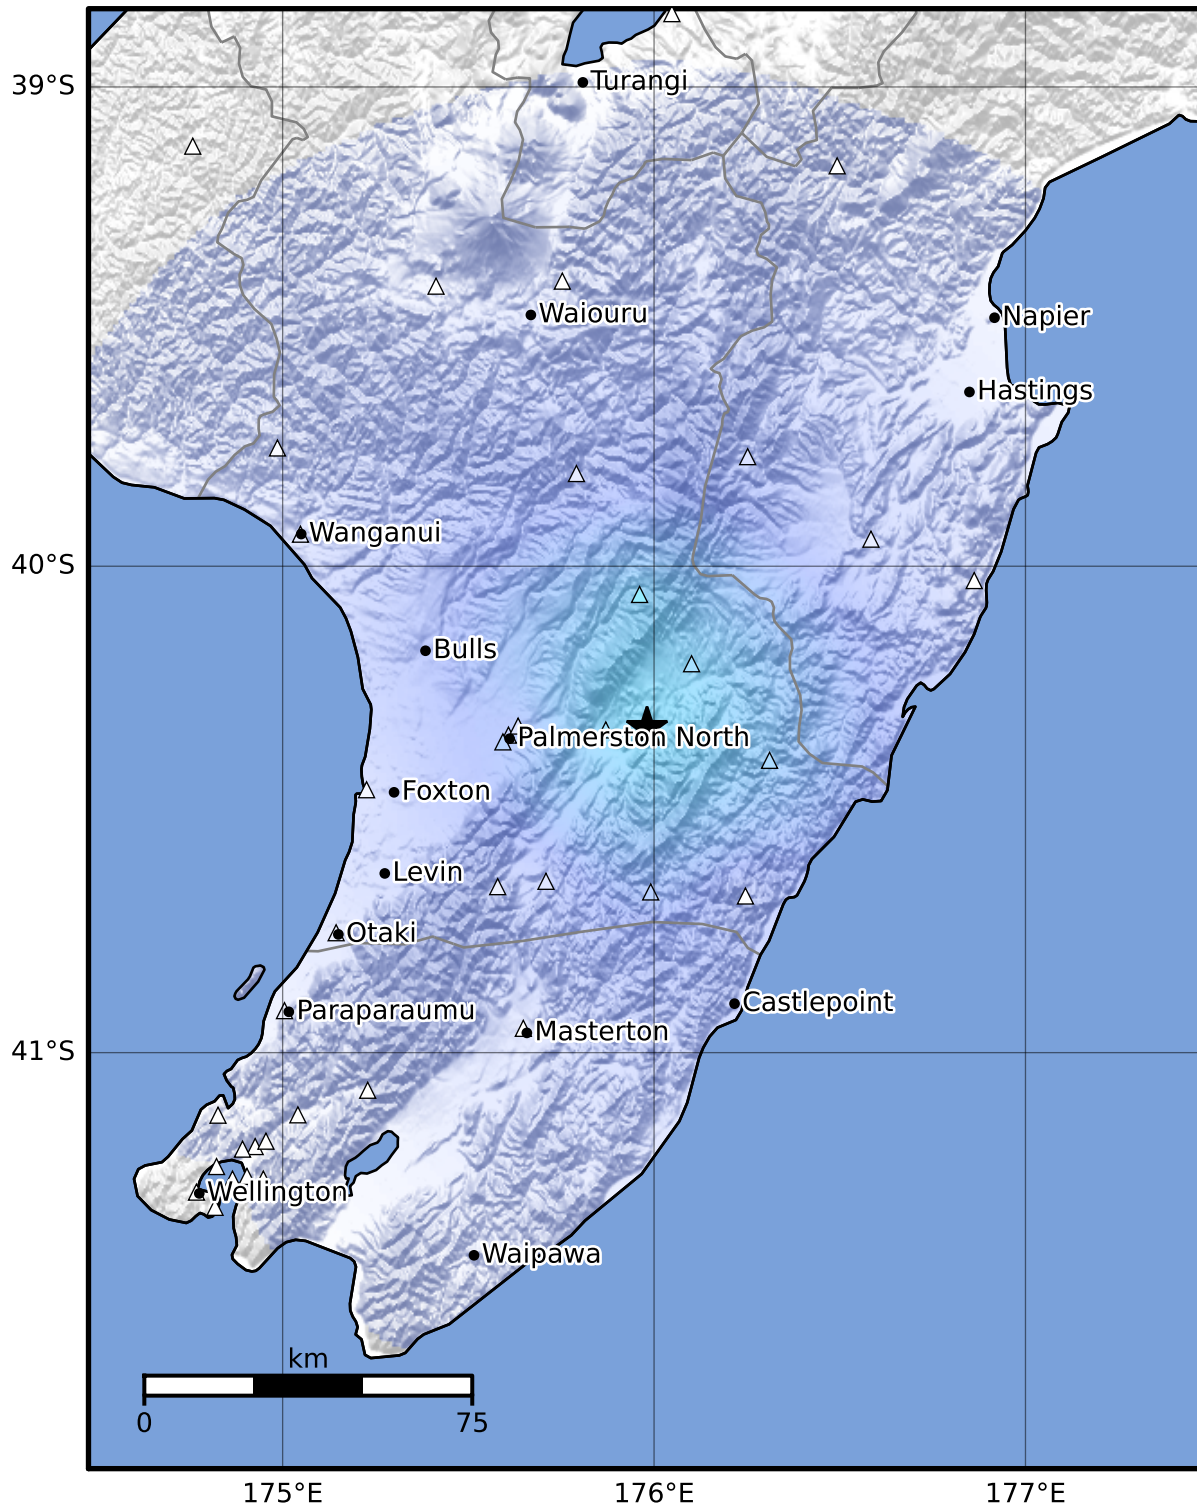 39°S
Turangi
Waiouru
Napier
Hastings
Wanganui
40°S
Bulls
Palmerston North
Foxton
Levin
Otaki
Paraparaumu
Castlepoint
Masterton
41°S
Wellington
Waipawa
km
0 75
175°E 176°E 177°E